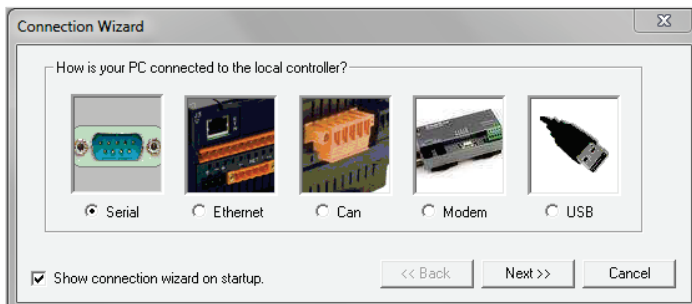 Connection Wizard
How is your PC connected to the local controller?
Serial Ethernet Can Modem USB
Show connection wizard on startup.
<< Back Next >> Cancel